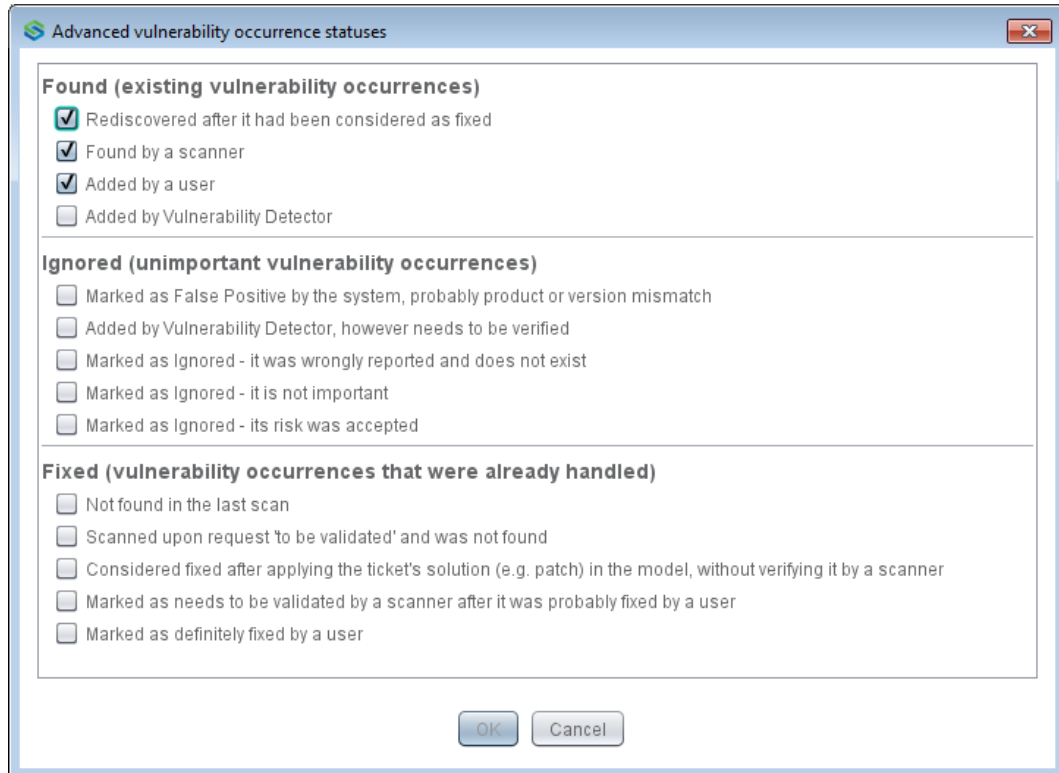 Advanced vulnerability occurrence statuses
Found (existing vulnerability occurrences)
Rediscovered after it had been considered as fixed
Found by a scanner
Added by a user
Added by Vulnerability Detector
Ignored (unimportant vulnerability occurrences)
Marked as False Positive by the system, probably product or version mismatch
Added by Vulnerability Detector, however needs to be verified
Marked as Ignored - it was wrongly reported and does not exist
Marked as Ignored - it is not important
Marked as Ignored - its risk was accepted
Fixed (vulnerability occurrences that were already handled)
Not found in the last scan
Scanned upon request 'to be validated' and was not found
Considered fixed after applying the ticket's solution (e.g. patch) in the model, without verifying it by a scanner
Marked as needs to be validated by a scanner after it was probably fixed by a user
Marked as definitely fixed by a user
OK Cancel